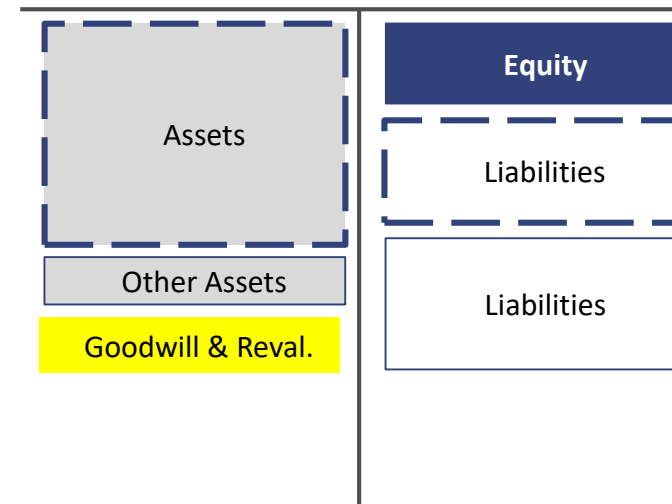 Assets
Other Assets
Goodwill & Reval.
Equity
Liabilities
Liabilities